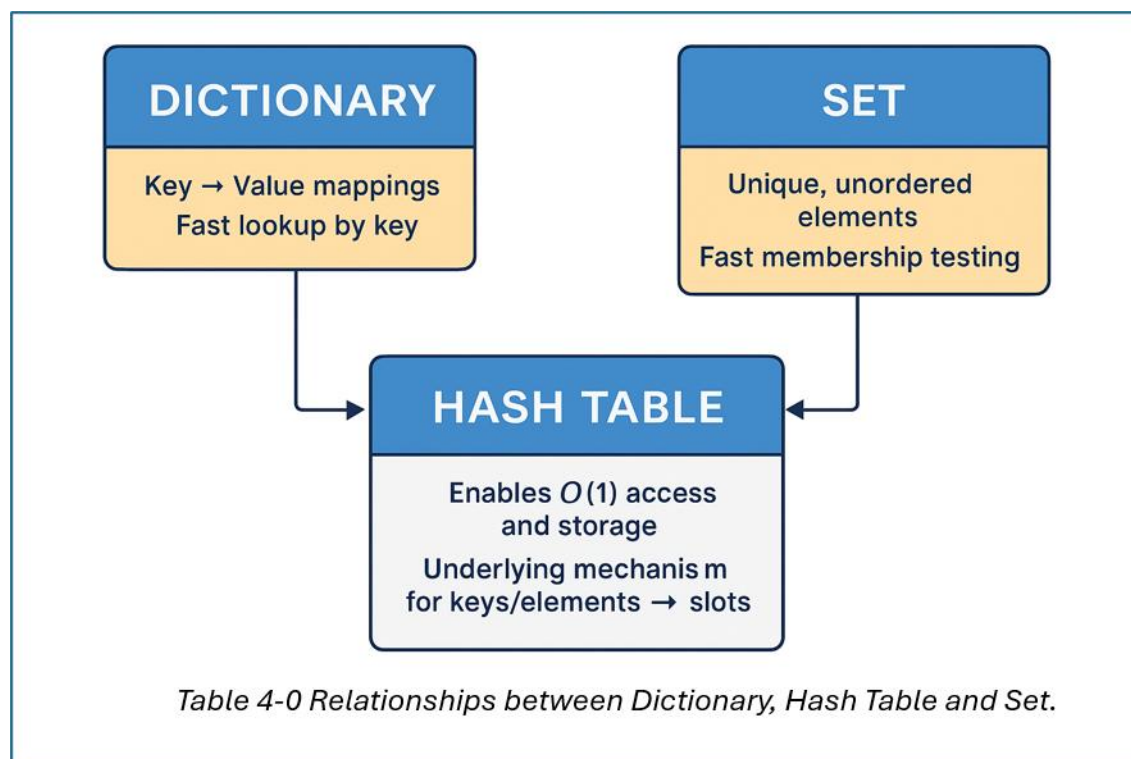 DICTIONARY
Key → Value mappings
Fast lookup by key
SET
Unique, unordered
elements
Fast membership testing
HASH TABLE
Enables O(1) access
and storage
Underlying mechanis m
for keys/elements → slots
Table 4-0 Relationships between Dictionary, Hash Table and Set.